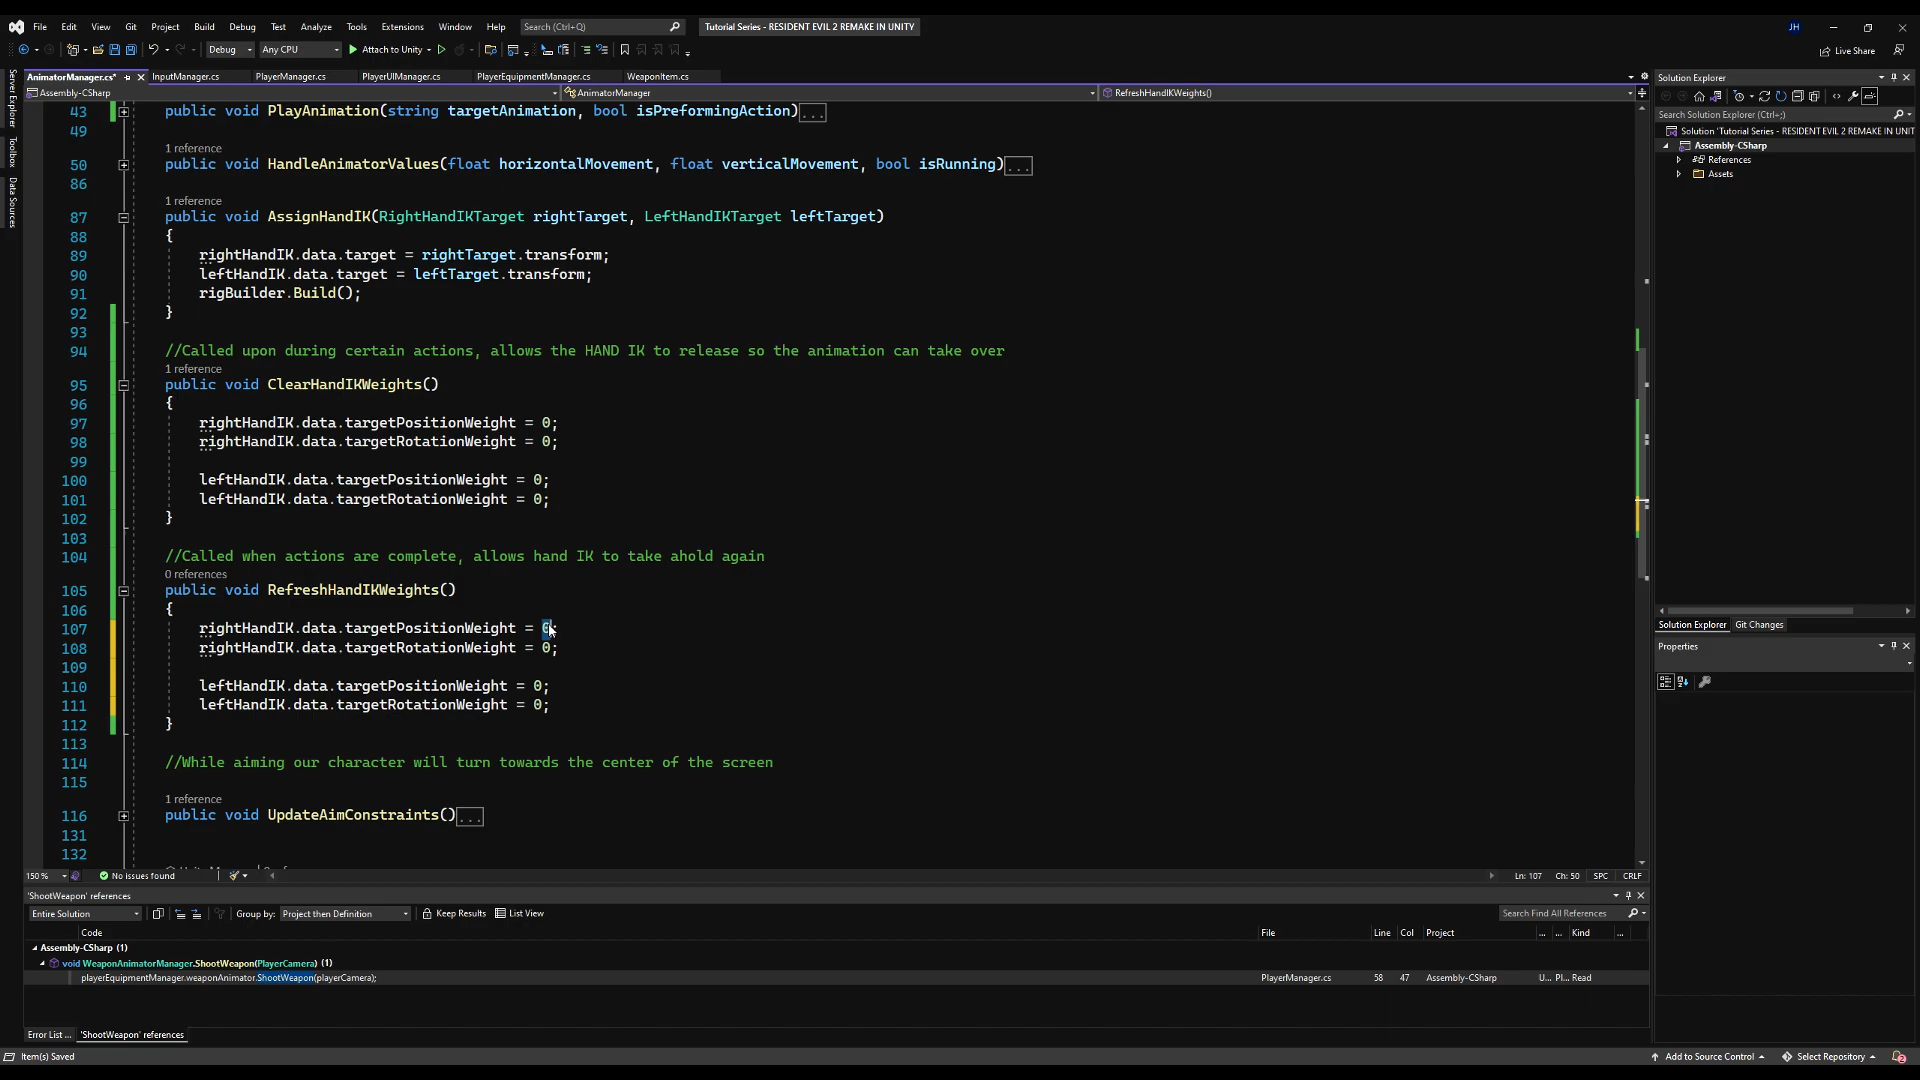 File Edit View Git Project Build Debug Test Analyze Tools Extensions Window Help Search (Ctrl+Q) Tutorial Series - RESIDENT EVIL 2 REMAKE IN UNITY JH
Debug Any CPU Attach to Unity Live Share
AnimatorManager.cs* InputManager.cs PlayerManager.cs PlayerUIManager.cs PlayerEquipmentManager.cs WeaponItem.cs
Assembly-CSharp AnimatorManager RefreshHandIKWeights()
Server Explorer
Toolbox
Data Sources
43 public void PlayAnimation(string targetAnimation, bool isPreformingAction)...
49
1 reference
50 public void HandleAnimatorValues(float horizontalMovement, float verticalMovement, bool isRunning)...
86
1 reference
87 public void AssignHandIK(RightHandIKTarget rightTarget, LeftHandIKTarget leftTarget)
88 {
89 rightHandIK.data.target = rightTarget.transform;
90 leftHandIK.data.target = leftTarget.transform;
91 rigBuilder.Build();
92 }
93
94 //Called upon during certain actions, allows the HAND IK to release so the animation can take over
1 reference
95 public void ClearHandIKWeights()
96 {
97 rightHandIK.data.targetPositionWeight = 0;
98 rightHandIK.data.targetRotationWeight = 0;
99
100 leftHandIK.data.targetPositionWeight = 0;
101 leftHandIK.data.targetRotationWeight = 0;
102 }
103
104 //Called when actions are complete, allows hand IK to take ahold again
0 references
105 public void RefreshHandIKWeights()
106 {
107 rightHandIK.data.targetPositionWeight = 0;
108 rightHandIK.data.targetRotationWeight = 0;
109
110 leftHandIK.data.targetPositionWeight = 0;
111 leftHandIK.data.targetRotationWeight = 0;
112 }
113
114 //While aiming our character will turn towards the center of the screen
115
1 reference
116 public void UpdateAimConstraints()...
131
132
150 % No issues found Ln: 107 Ch: 50 SPC CRLF
'ShootWeapon' references
Entire Solution Group by: Project then Definition Keep Results List View Search Find All References
Code File Line Col ... ... Project Kind ...
Assembly-CSharp (1)
void WeaponAnimatorManager.ShootWeapon(PlayerCamera) (1)
playerEquipmentManager.weaponAnimator.ShootWeapon(playerCamera); PlayerManager.cs 58 47 Assembly-CSharp U... Pl... Read
Error List ... 'ShootWeapon' references
Item(s) Saved Add to Source Control Select Repository 2
Solution Explorer
Search Solution Explorer (Ctrl+;)
Solution 'Tutorial Series - RESIDENT EVIL 2 REMAKE IN UNIT
Assembly-CSharp
References
Assets
Solution Explorer Git Changes
Properties